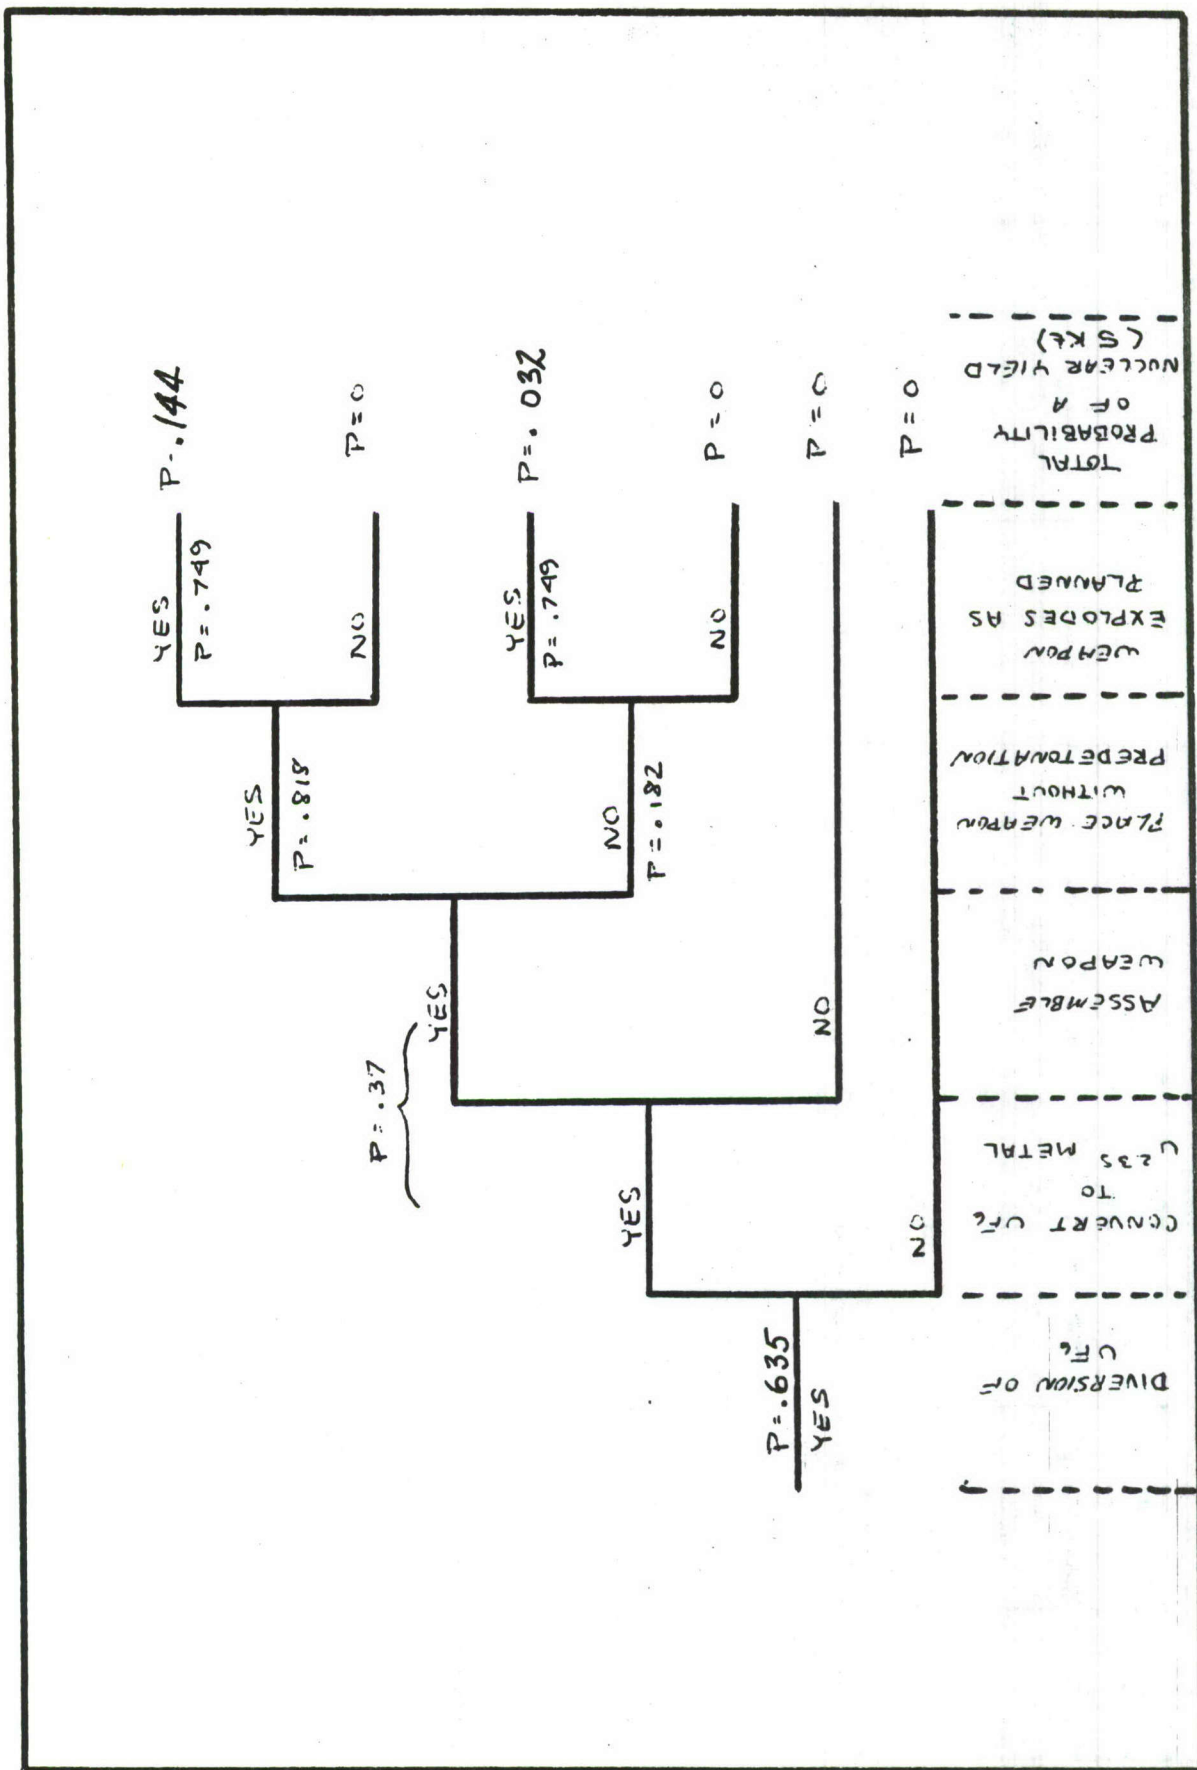 P=.635
YES
YES
NO
P=.37
YES
NO
YES
P=.818
NO
P=.182
YES
P=.749
NO
YES
P=.749
NO
P=.144
P=0
P=.032
P=0
P=0
P=0
DIVERSION OF
UF6
CONVERT UF6
TO
U235 METAL
ASSEMBLE
WEAPON
PLACE WEAPON
WITHOUT
PREDETONATION
WEAPON
EXPLODES AS
PLANNED
TOTAL
PROBABILITY
OF A
NUCLEAR YIELD
(5 Kt)